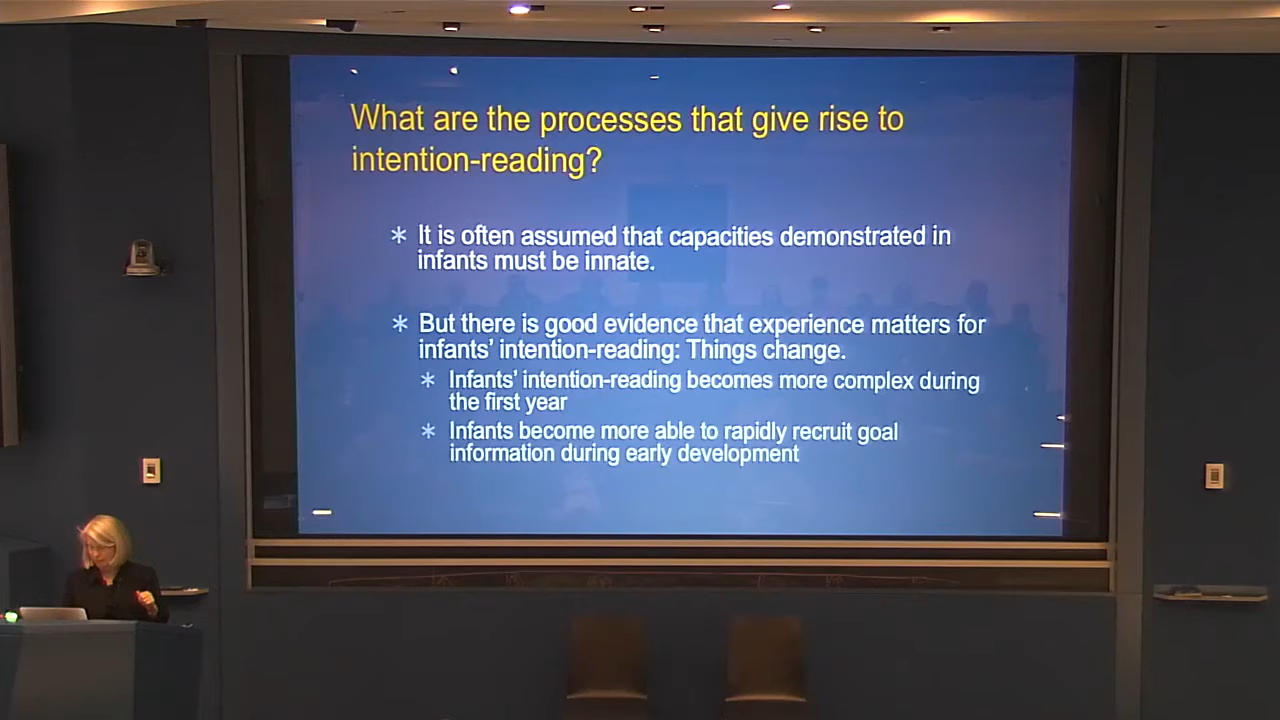 What are the processes that give rise to
intention-reading?
* It is often assumed that capacities demonstrated in
infants must be innate.
* But there is good evidence that experience matters for
infants' intention-reading: Things change.
* Infants' intention-reading becomes more complex during
the first year
* Infants become more able to rapidly recruit goal
information during early development